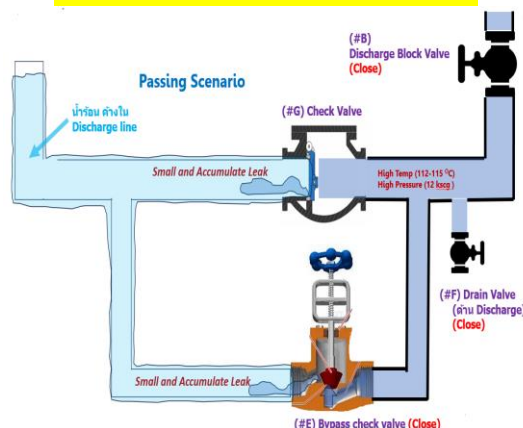 (#B)
Discharge Block Valve
(Close)
Passing Scenario
น้ำร้อน ค้างใน
Discharge line
(#G) Check Valve
Small and Accumulate Leak
High Temp (112-115 ⁰C)
High Pressure (12 kscg )
(#F) Drain Valve
(ด้าน Discharge)
(Close)
Small and Accumulate Leak
(#E) Bypass check valve (Close)